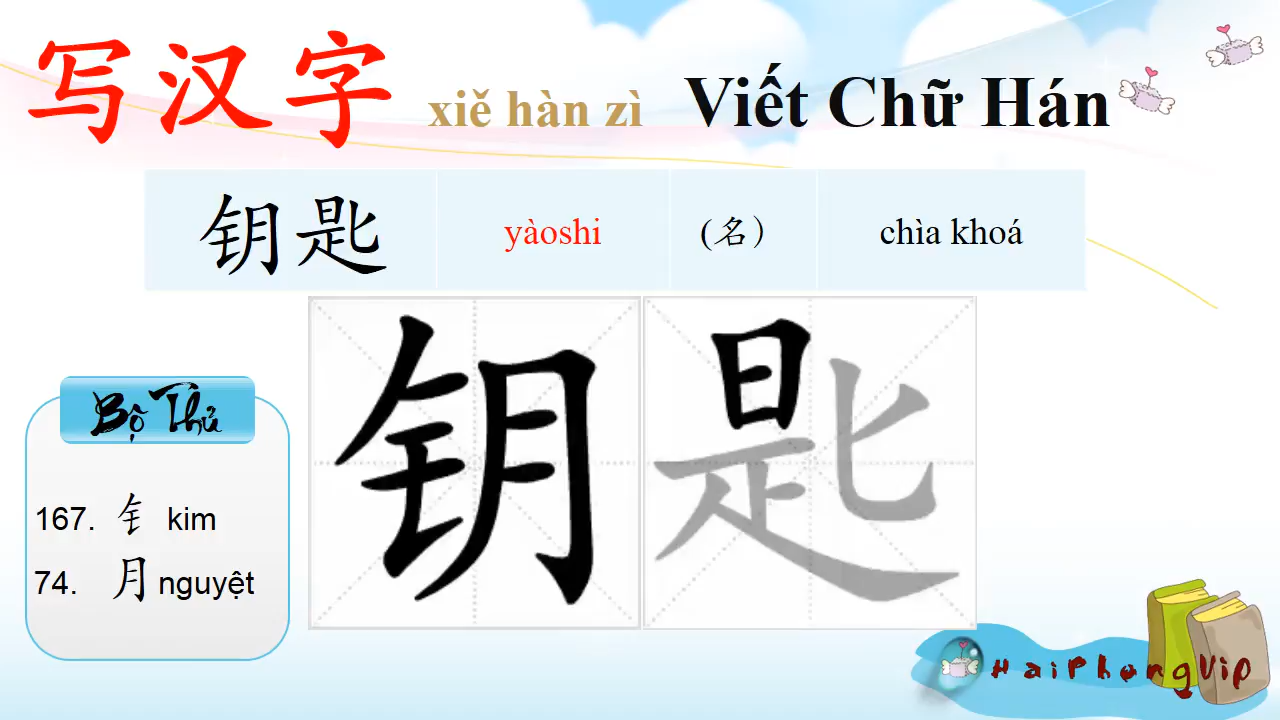 写汉字 xiě hàn zì Viết Chữ Hán
钥匙 yàoshi (名) chìa khoá
钥匙
Bộ Thủ
167. 钅 kim
74. 月 nguyệt
HaiPhongVip